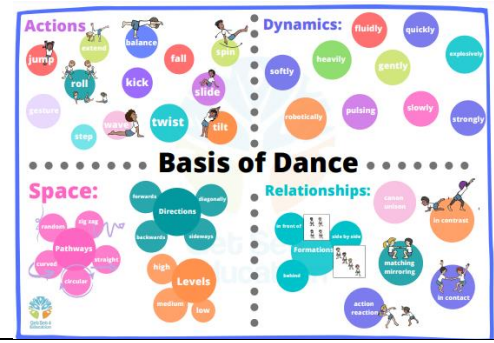 Actions
jump
extend
balance
fall
spin
roll
kick
slide
gesture
step
wave
twist
tilt
Dynamics:
fluidly
quickly
explosively
softly
heavily
gently
robotically
pulsing
slowly
strongly
Basis of Dance
Space:
random
zig zag
Pathways
curved
straight
circular
forwards
diagonally
Directions
backwards
sideways
high
Levels
medium
low
Relationships:
canon
unison
in contrast
in front of
side by side
Formations
behind
matching
mirroring
action
reaction
in contact